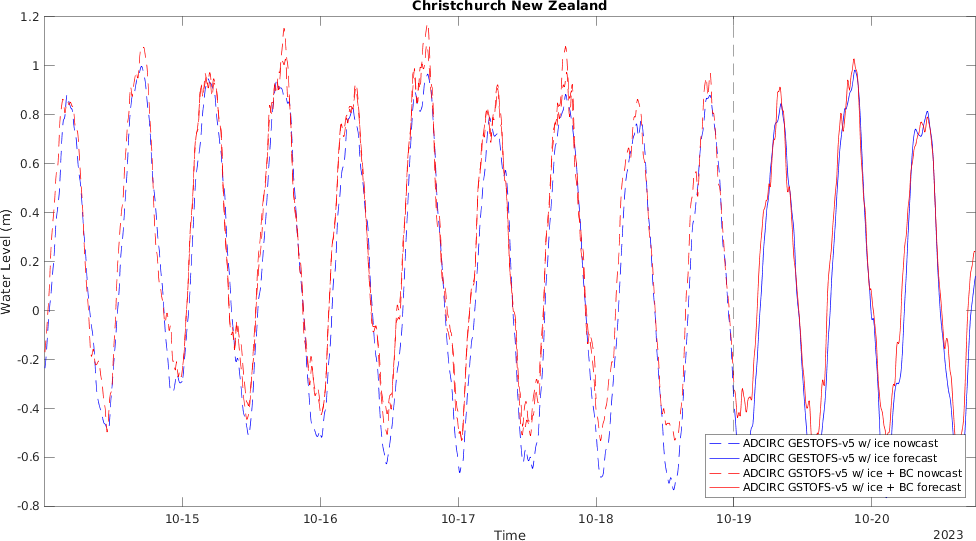 Christchurch New Zealand
1.2
1
0.8
0.6
0.4
0.2
0
-0.2
-0.4
-0.6
-0.8
Water Level (m)
ADCIRC GESTOFS-v5 w/ ice nowcast
ADCIRC GESTOFS-v5 w/ ice forecast
ADCIRC GSTOFS-v5 w/ ice + BC nowcast
ADCIRC GSTOFS-v5 w/ ice + BC forecast
10-15
10-16
10-17
10-18
10-19
10-20
Time
2023